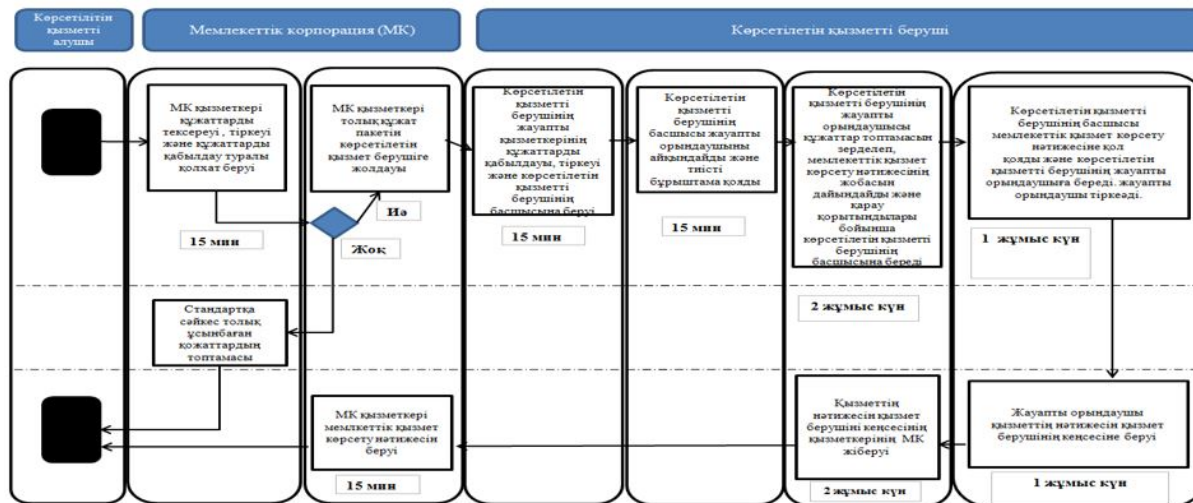 Көрсетілітін
қызметті
алушы
Мемлекеттік корпорация (МК)
Көрсетілетін қызметті беруші
МК қызметкері
құжаттарды
тексереуі , тіркеуі
және құжаттарды
қабылдау туралы
қолхат беруі
15 мин
МК қызметкері
толық құжат
пакетін
көрсетілетін
қызмет берушіге
жолдауы
Иә
Жоқ
Көрсетілетін
қызметті
берушінің
жауапты
қызметкерінің
құжаттарды
қабылдауы, тіркеуі
және көрсетілетін
қызметті
берушінің
басшысына беруі
15 мин
Көрсетілетін
қызметті
берушінің
басшысы жауапты
орындаушыны
айқындайды және
тиісті
бұрыштама қояды
15 мин
Көрсетілетін
қызметті берушінің
жауапты
орындаушысы
құжаттар топтамасын
зерделеп,
мемлекеттік қызмет
көрсету нәтижесінің
жобасын
дайындайды және
қарау
қорытындылары
бойынша
көрсетілетін қызметті
берушінің
басшысына береді
2 жұмыс күн
Көрсетілетін қызметті
берушінің басшысы
мемлекеттік қызмет көрсету
нәтижесіне қол
қояды және көрсетілетін
қызметті берушінің жауапты
орындаушыға береді. жауапты
орындаушы тіркеәді.
1 жұмыс күн
Стандартқа
сәйкес толық
ұсынбаған
қожаттардың
топтамасы
МК қызметкері
мемлкеттік қызмет
көрсету нәтижесін
беруі
15 мин
Қызметтің
нәтижесін қызмет
берушіні кеңсесінің
қызметкерінің МК
жіберуі
2 жұмыс күн
Жауапты орындаушы
қызметтің нәтижесін қызмет
берушінің кеңсесіне беруі
1 жұмыс күн